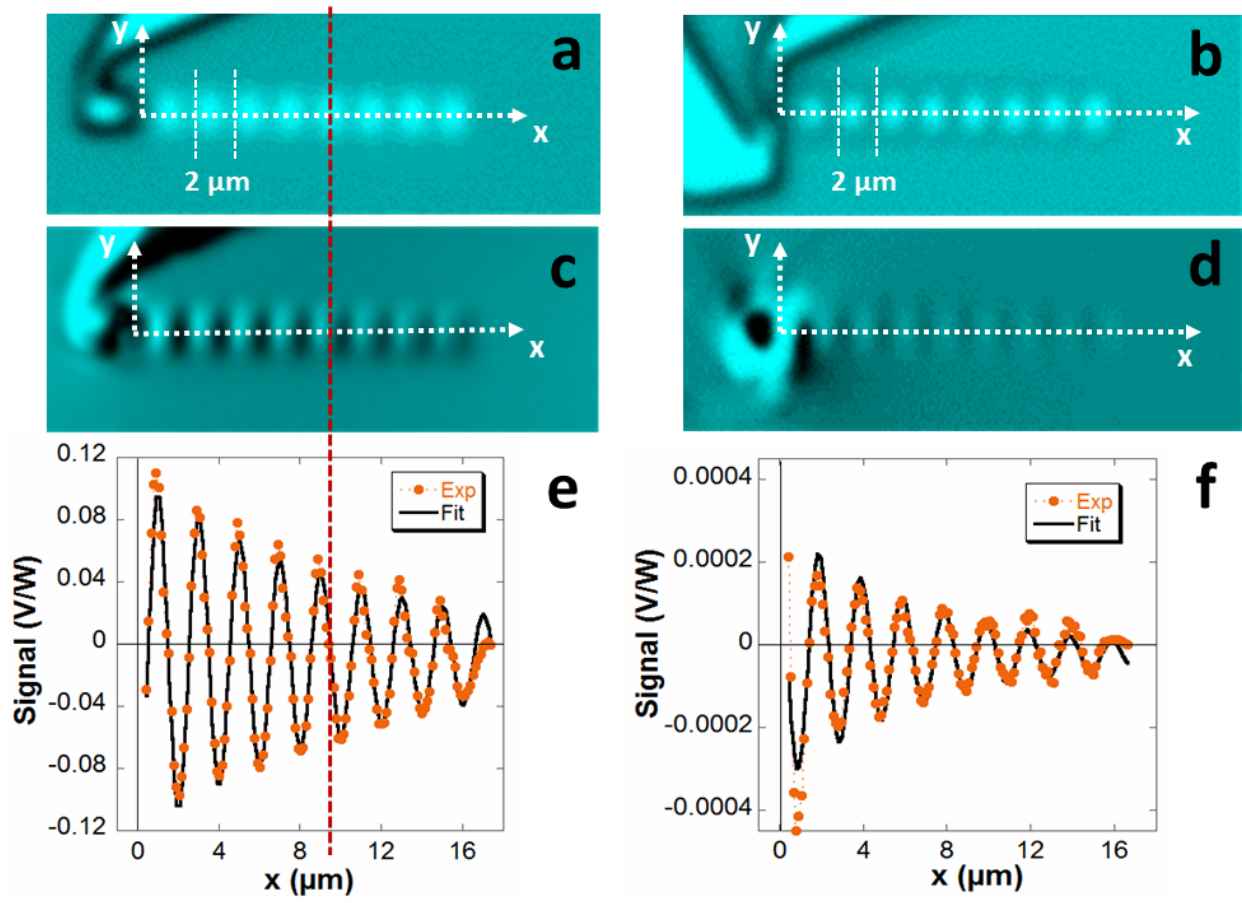 a
y
x
2 μm
b
y
x
2 μm
c
y
x
d
y
x
e
0.12
0.08
0.04
0
-0.04
-0.08
-0.12
Signal (V/W)
Exp
Fit
0 4 8 12 16
x (μm)
f
0.0004
0.0002
0
-0.0002
-0.0004
Signal (V/W)
Exp
Fit
0 4 8 12 16
x (μm)